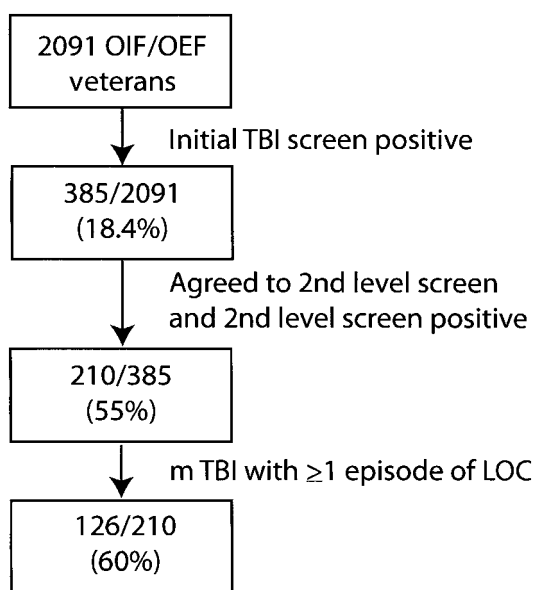 2091 OIF/OEF
veterans
Initial TBI screen positive
385/2091
(18.4%)
Agreed to 2nd level screen
and 2nd level screen positive
210/385
(55%)
m TBI with ≥1 episode of LOC
126/210
(60%)